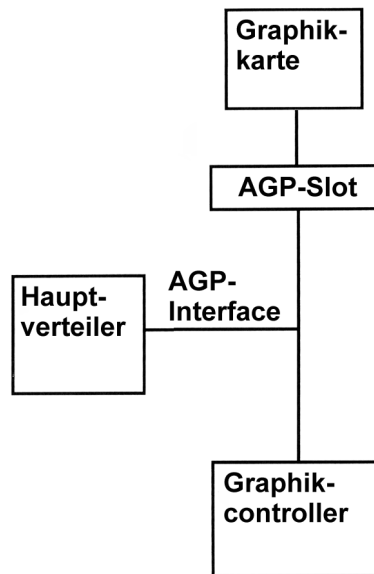 Graphik-
karte
AGP-Slot
AGP-
Interface
Haupt-
verteiler
Graphik-
controller